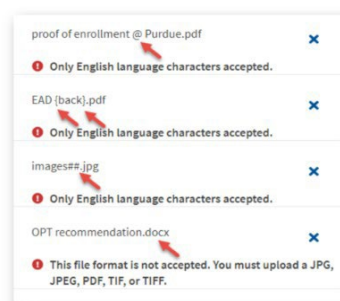 proof of enrollment @ Purdue.pdf
Only English language characters accepted.
EAD {back}.pdf
Only English language characters accepted.
images##.jpg
Only English language characters accepted.
OPT recommendation.docx
This file format is not accepted. You must upload a JPG,
JPEG, PDF, TIF, or TIFF.